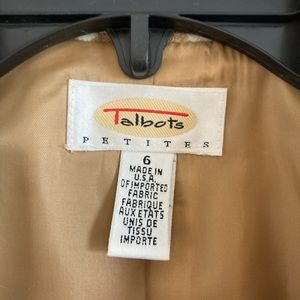 Talbots
PETITES
6
MADE IN
U.S.A.
OF IMPORTED
FABRIC
FABRIQUE
AUX ETATS
UNIS DE
TISSU
IMPORTE